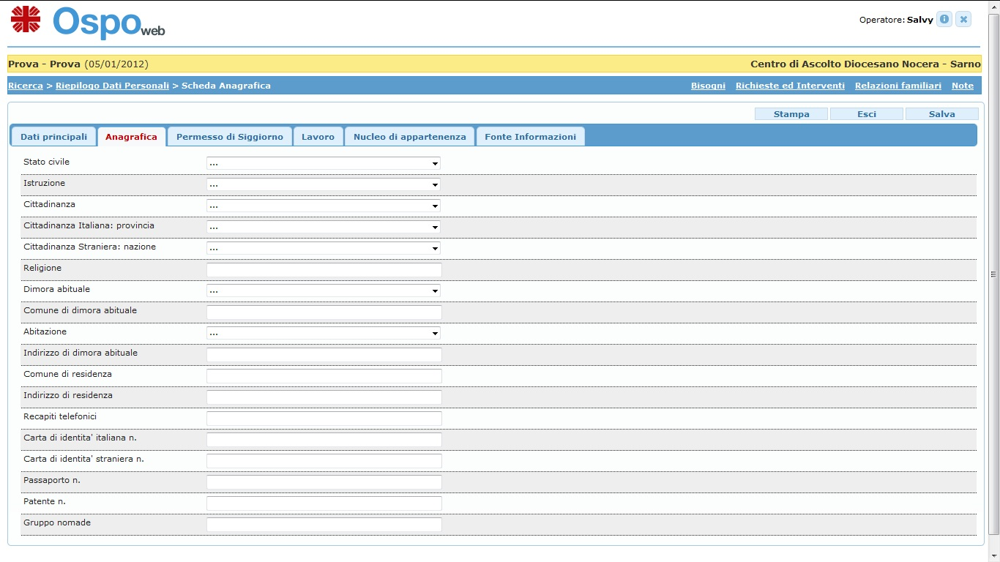 Ospoweb
Operatore: Salvy
Prova - Prova (05/01/2012) Centro di Ascolto Diocesano Nocera - Sarno
Ricerca > Riepilogo Dati Personali > Scheda Anagrafica Bisogni Richieste ed Interventi Relazioni familiari Note
Stampa Esci Salva
Dati principali Anagrafica Permesso di Siggiorno Lavoro Nucleo di appartenenza Fonte Informazioni
Stato civile ...
Istruzione ...
Cittadinanza ...
Cittadinanza Italiana: provincia ...
Cittadinanza Straniera: nazione ...
Religione
Dimora abituale ...
Comune di dimora abituale
Abitazione ...
Indirizzo di dimora abituale
Comune di residenza
Indirizzo di residenza
Recapiti telefonici
Carta di identita' italiana n.
Carta di identita' straniera n.
Passaporto n.
Patente n.
Gruppo nomade